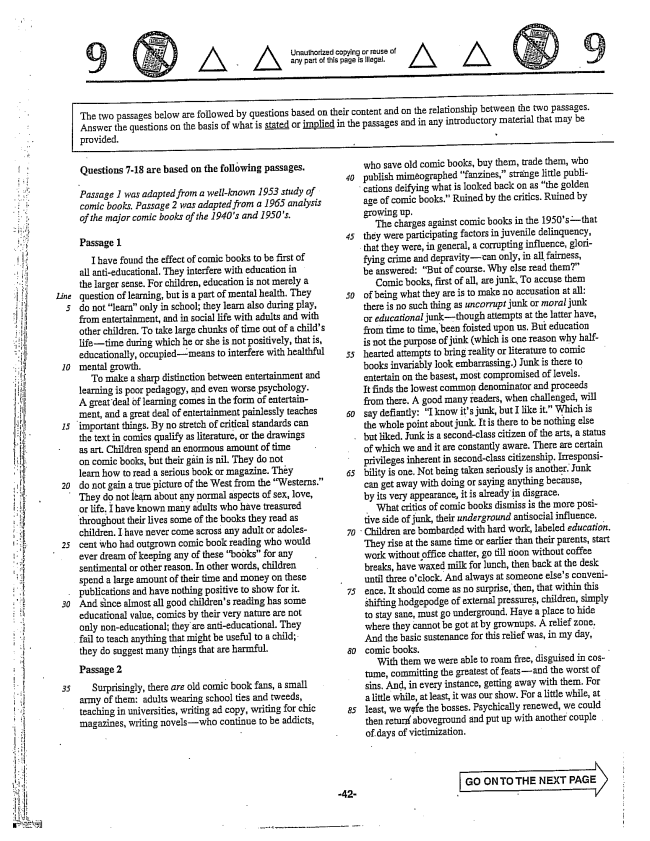 9
Unauthorized copying or reuse of
any part of this page is illegal.
9
The two passages below are followed by questions based on their content and on the relationship between the two passages.
Answer the questions on the basis of what is stated or implied in the passages and in any introductory material that may be
provided.
Questions 7-18 are based on the following passages.
Passage 1 was adapted from a well-known 1953 study of
comic books. Passage 2 was adapted from a 1965 analysis
of the major comic books of the 1940's and 1950's.
Passage 1
I have found the effect of comic books to be first of
all anti-educational. They interfere with education in
the larger sense. For children, education is not merely a
Line question of learning, but is a part of mental health. They
5 do not "learn" only in school; they learn also during play,
from entertainment, and in social life with adults and with
other children. To take large chunks of time out of a child's
life—time during which he or she is not positively, that is,
educationally, occupied—means to interfere with healthful
10 mental growth.
To make a sharp distinction between entertainment and
learning is poor pedagogy, and even worse psychology.
A great deal of learning comes in the form of entertain-
ment, and a great deal of entertainment painlessly teaches
15 important things. By no stretch of critical standards can
the text in comics qualify as literature, or the drawings
as art. Children spend an enormous amount of time
on comic books, but their gain is nil. They do not
learn how to read a serious book or magazine. They
20 do not gain a true picture of the West from the "Westerns."
They do not learn about any normal aspects of sex, love,
or life. I have known many adults who have treasured
throughout their lives some of the books they read as
children. I have never come across any adult or adoles-
25 cent who had outgrown comic book reading who would
ever dream of keeping any of these "books" for any
sentimental or other reason. In other words, children
spend a large amount of their time and money on these
publications and have nothing positive to show for it.
30 And since almost all good children's reading has some
educational value, comics by their very nature are not
only non-educational; they are anti-educational. They
fail to teach anything that might be useful to a child;
they do suggest many things that are harmful.
Passage 2
35 Surprisingly, there are old comic book fans, a small
army of them: adults wearing school ties and tweeds,
teaching in universities, writing ad copy, writing for chic
magazines, writing novels—who continue to be addicts,
who save old comic books, buy them, trade them, who
40 publish mimeographed "fanzines," strange little publi-
cations deifying what is looked back on as "the golden
age of comic books." Ruined by the critics. Ruined by
growing up.
The charges against comic books in the 1950's—that
45 they were participating factors in juvenile delinquency,
that they were, in general, a corrupting influence, glori-
fying crime and depravity—can only, in all fairness,
be answered: "But of course. Why else read them?"
Comic books, first of all, are junk. To accuse them
50 of being what they are is to make no accusation at all:
there is no such thing as uncorrupt junk or moral junk
or educational junk—though attempts at the latter have,
from time to time, been foisted upon us. But education
is not the purpose of junk (which is one reason why half-
55 hearted attempts to bring reality or literature to comic
books invariably look embarrassing.) Junk is there to
entertain on the basest, most compromised of levels.
It finds the lowest common denominator and proceeds
from there. A good many readers, when challenged, will
60 say defiantly: "I know it's junk, but I like it." Which is
the whole point about junk. It is there to be nothing else
but liked. Junk is a second-class citizen of the arts, a status
of which we and it are constantly aware. There are certain
privileges inherent in second-class citizenship. Irresponsi-
65 bility is one. Not being taken seriously is another. Junk
can get away with doing or saying anything because,
by its very appearance, it is already in disgrace.
What critics of comic books dismiss is the more posi-
tive side of junk, their underground antisocial influence.
70 Children are bombarded with hard work, labeled education.
They rise at the same time or earlier than their parents, start
work without office chatter, go till noon without coffee
breaks, have waxed milk for lunch, then back at the desk
until three o'clock. And always at someone else's conveni-
75 ence. It should come as no surprise, then, that within this
shifting hodgepodge of external pressures, children, simply
to stay sane, must go underground. Have a place to hide
where they cannot be got at by grownups. A relief zone.
And the basic sustenance for this relief was, in my day,
80 comic books.
With them we were able to roam free, disguised in cos-
tume, committing the greatest of feats—and the worst of
sins. And, in every instance, getting away with them. For
a little while, at least, it was our show. For a little while, at
85 least, we were the bosses. Psychically renewed, we could
then return aboveground and put up with another couple
of days of victimization.
GO ON TO THE NEXT PAGE
-42-